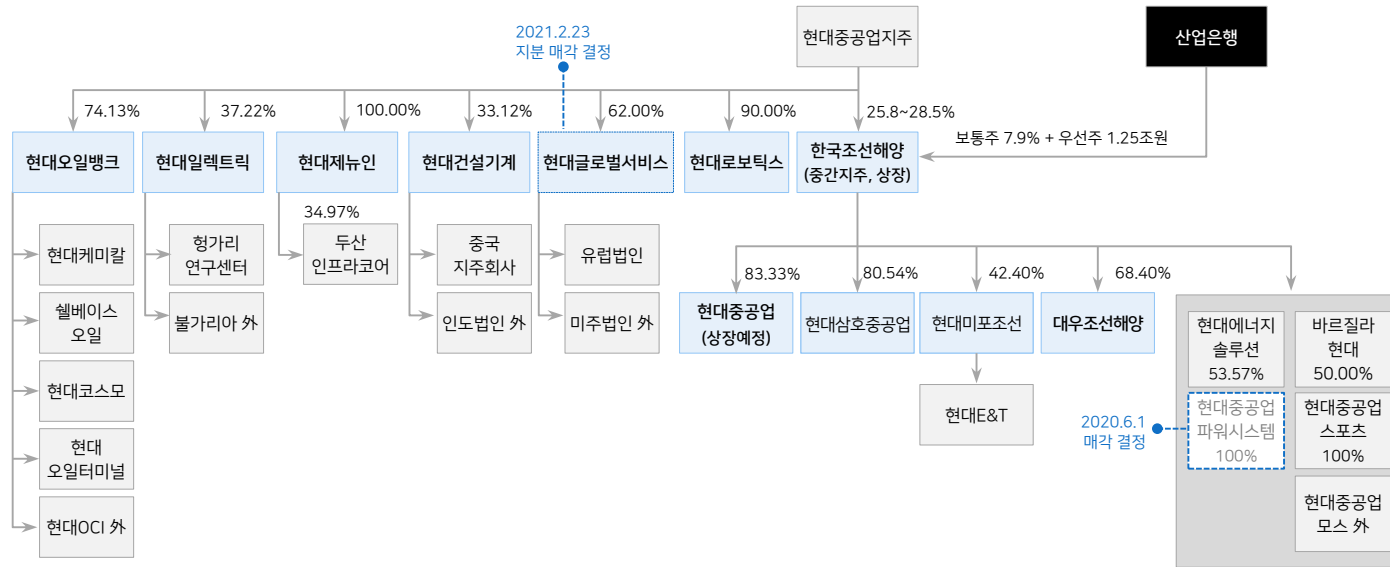 2021.2.23
지분 매각 결정
현대중공업지주
산업은행
74.13%
37.22%
100.00%
33.12%
62.00%
90.00%
25.8~28.5%
보통주 7.9% + 우선주 1.25조원
현대오일뱅크
현대일렉트릭
현대제뉴인
현대건설기계
현대글로벌서비스
현대로보틱스
한국조선해양
(중간지주, 상장)
34.97%
현대케미칼
헝가리
연구센터
두산
인프라코어
중국
지주회사
유럽법인
쉘베이스
오일
불가리아 外
인도법인 外
미주법인 外
현대코스모
현대
오일터미널
현대OCI 外
83.33%
80.54%
42.40%
68.40%
현대중공업
(상장예정)
현대삼호중공업
현대미포조선
대우조선해양
현대E&T
현대에너지
솔루션
53.57%
바르질라
현대
50.00%
2020.6.1
매각 결정
현대중공업
파워시스템
100%
현대중공업
스포츠
100%
현대중공업
모스 外